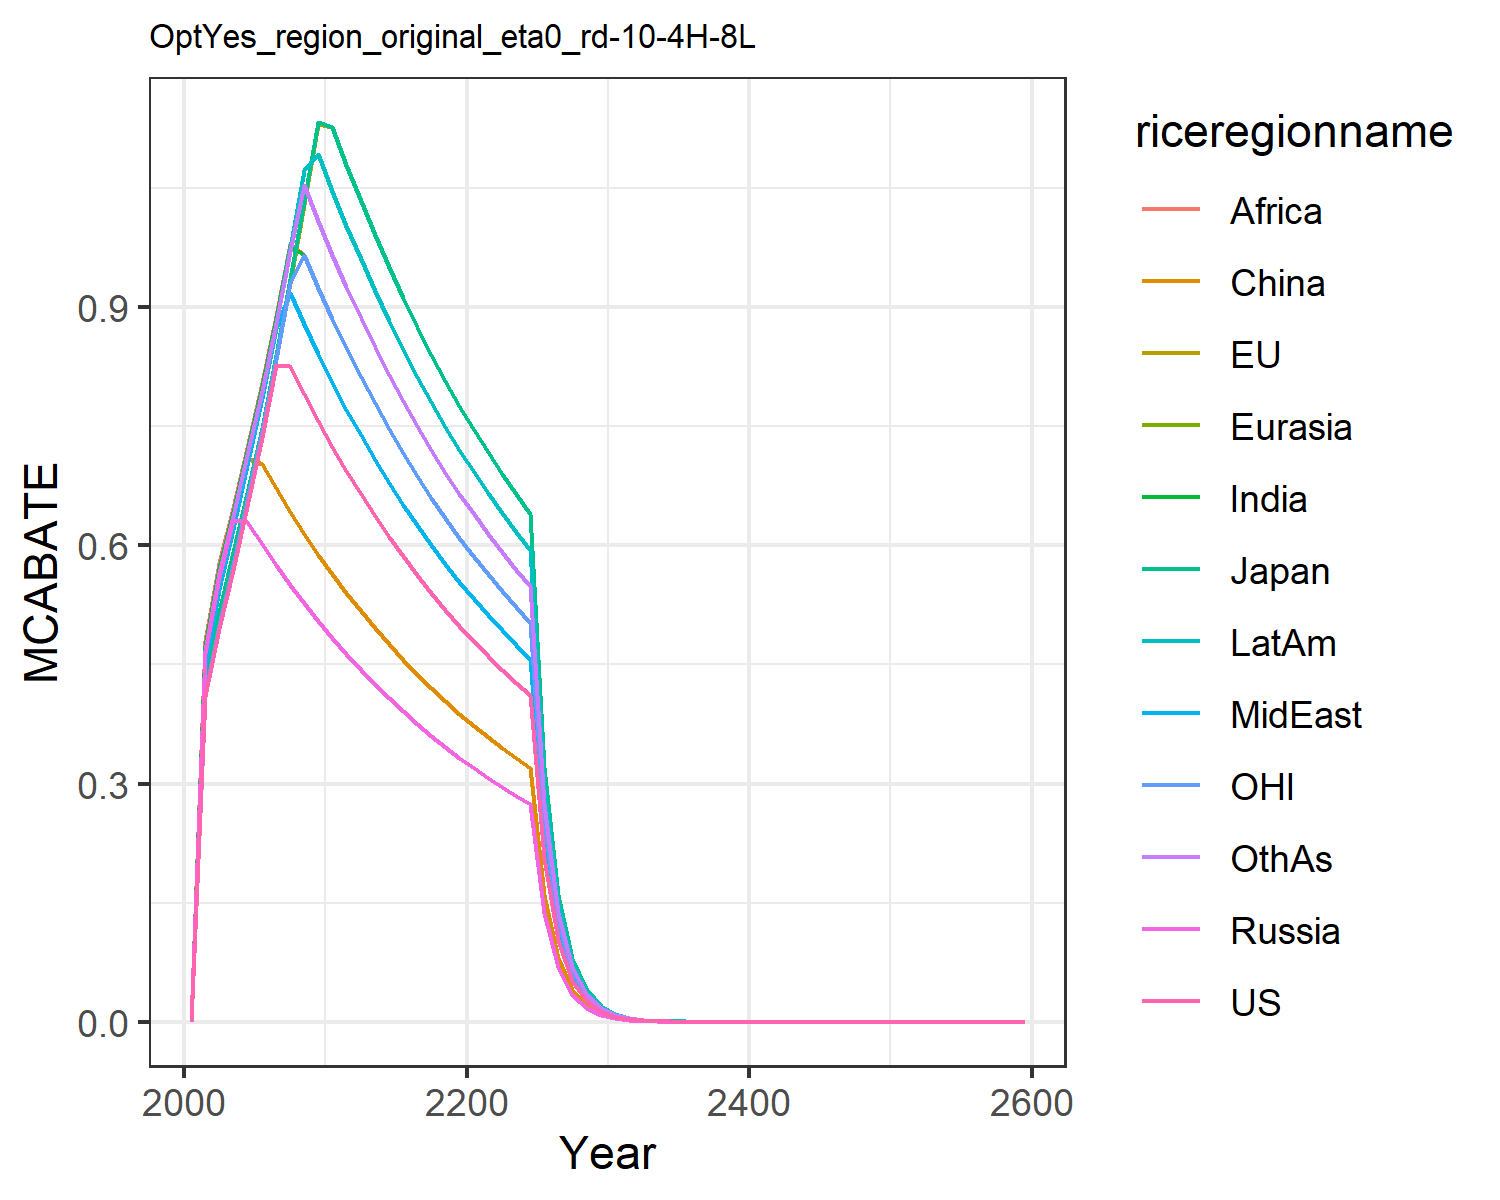 OptYes_region_original_eta0_rd-10-4H-8L
MCABATE
0.9
0.6
0.3
0.0
2000
2200
2400
2600
Year
riceregionname
Africa
China
EU
Eurasia
India
Japan
LatAm
MidEast
OHI
OthAs
Russia
US